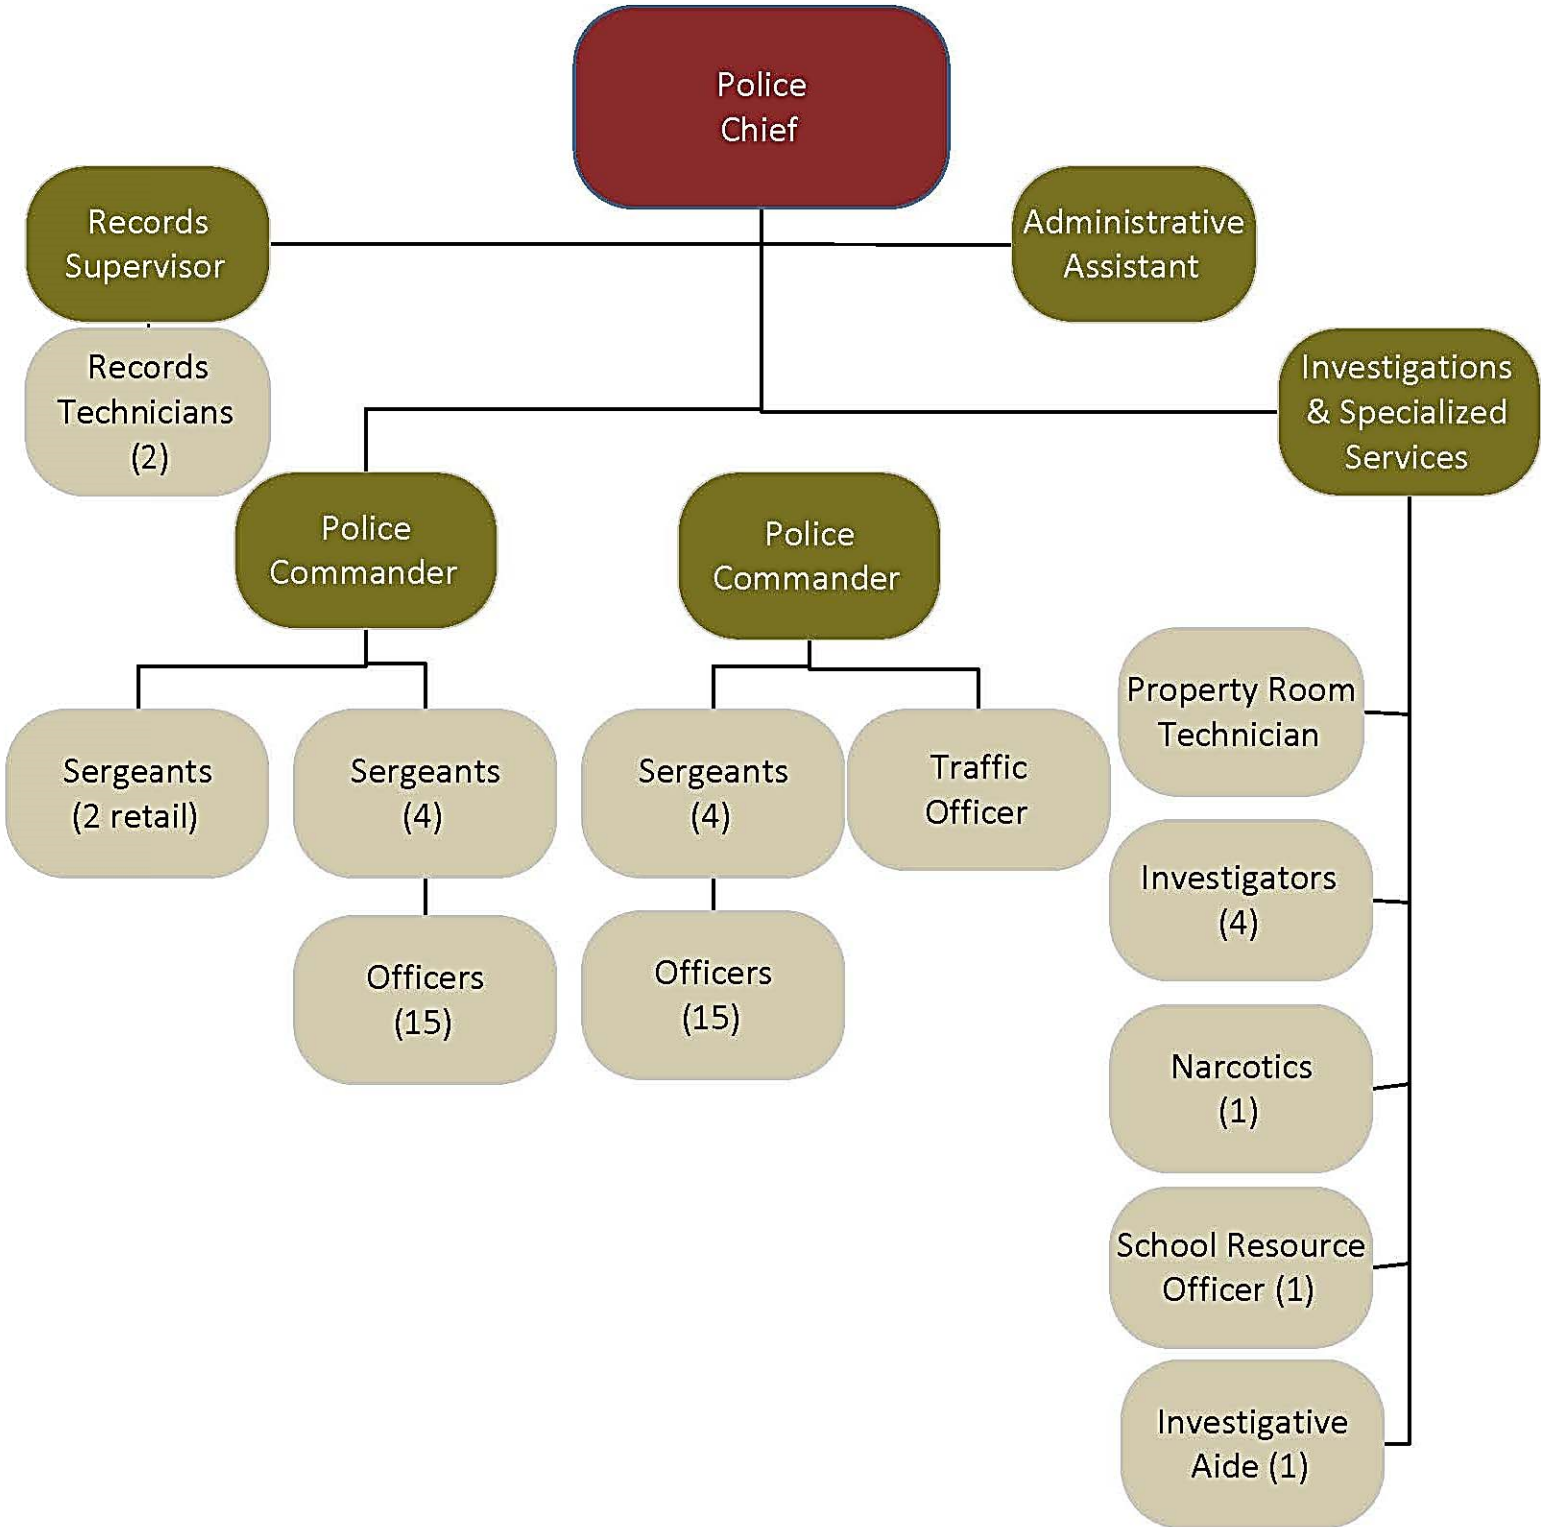 Police
Chief
Records
Supervisor
Administrative
Assistant
Records
Technicians
(2)
Investigations
& Specialized
Services
Police
Commander
Police
Commander
Sergeants
(2 retail)
Sergeants
(4)
Sergeants
(4)
Traffic
Officer
Officers
(15)
Officers
(15)
Property Room
Technician
Investigators
(4)
Narcotics
(1)
School Resource
Officer (1)
Investigative
Aide (1)